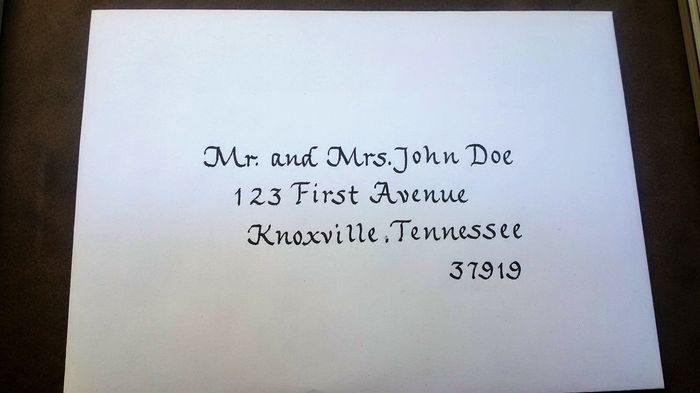 Mr. and Mrs. John Doe
123 First Avenue
Knoxville, Tennessee
37919